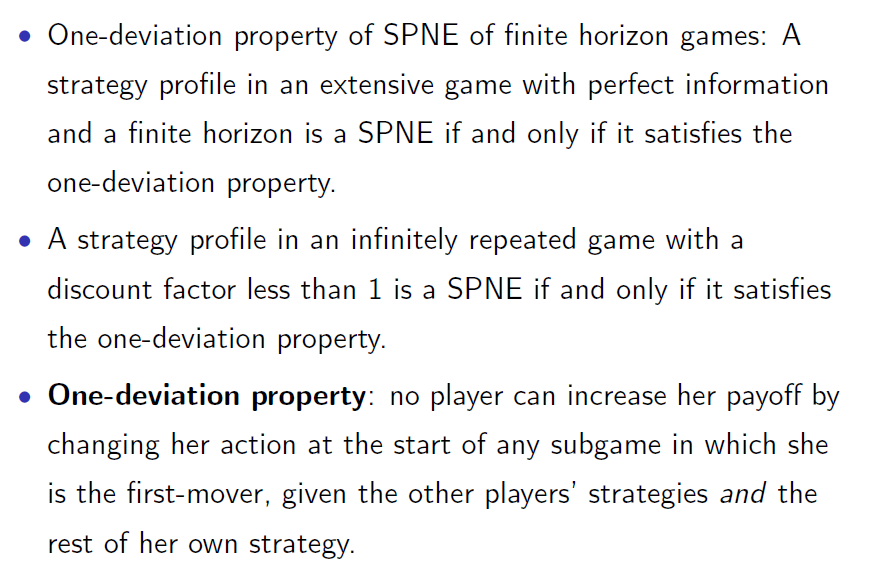 • One-deviation property of SPNE of finite horizon games: A
strategy profile in an extensive game with perfect information
and a finite horizon is a SPNE if and only if it satisfies the
one-deviation property.
• A strategy profile in an infinitely repeated game with a
discount factor less than 1 is a SPNE if and only if it satisfies
the one-deviation property.
• One-deviation property: no player can increase her payoff by
changing her action at the start of any subgame in which she
is the first-mover, given the other players' strategies and the
rest of her own strategy.